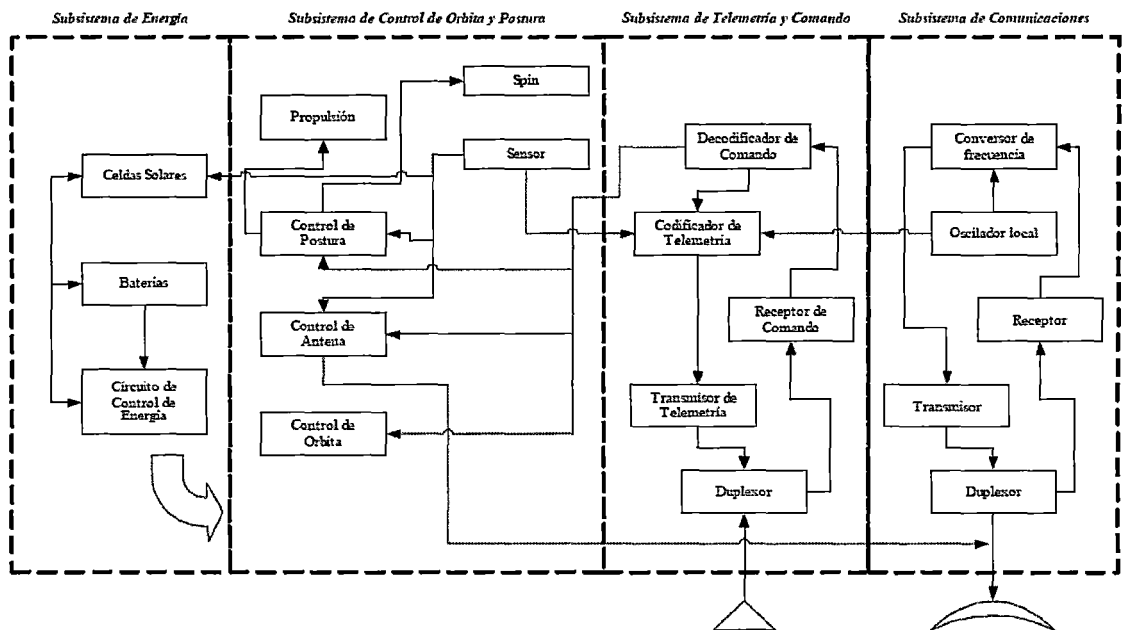 Subsistema de Energía
Subsistema de Control de Orbita y Postura
Subsistema de Telemetría y Comando
Subsistema de Comunicaciones
Spin
Propulsión
Sensor
Decodificador de
Comando
Conversor de
frecuencia
Celdas Solares
Control de
Postura
Codificador de
Telemetría
Oscilador local
Baterías
Control de
Antena
Receptor de
Comando
Receptor
Círcuito de
Control de
Energía
Transmisor de
Telemetría
Transmisor
Control de
Orbita
Duplexor
Duplexor